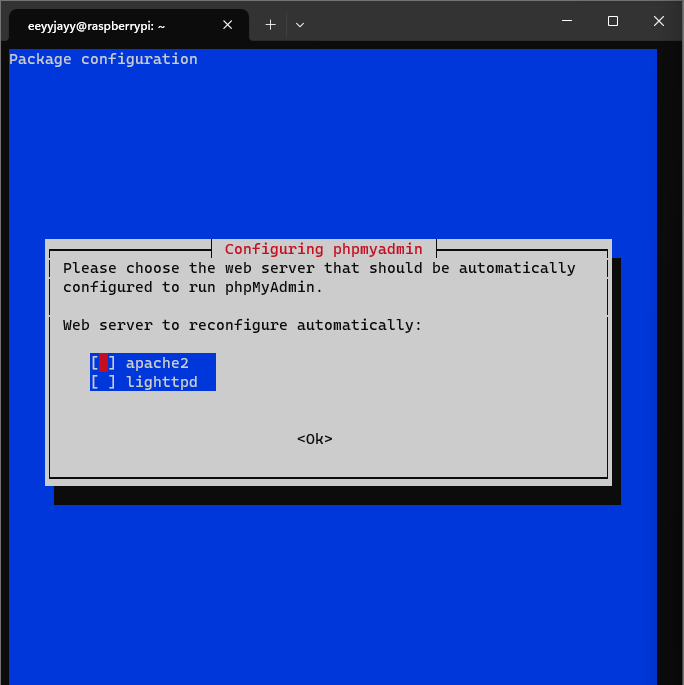 eeyyjayy@raspberrypi: ~
Package configuration
Configuring phpmyadmin
Please choose the web server that should be automatically
configured to run phpMyAdmin.
Web server to reconfigure automatically:
[ ] apache2
[ ] lighttpd
<Ok>